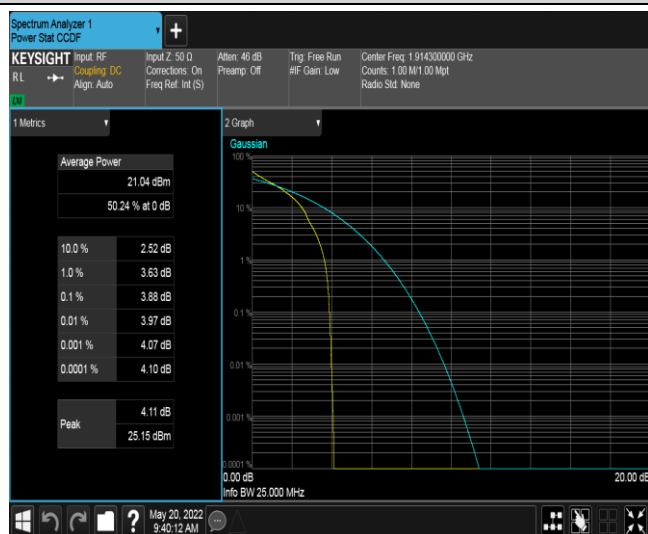 Spectrum Analyzer 1
Power Stat CCDF
+
KEYSIGHT
RL
LXI
Input: RF
Coupling: DC
Align: Auto
Input Z: 50 Ω
Corrections: On
Freq Ref: Int (S)
Atten: 46 dB
Preamp: Off
Trig: Free Run
#IF Gain: Low
Center Freq: 1.914300000 GHz
Counts: 1.00 M/1.00 Mpt
Radio Std: None
1 Metrics
Average Power
21.04 dBm
50.24 % at 0 dB
10.0 % 2.52 dB
1.0 % 3.63 dB
0.1 % 3.88 dB
0.01 % 3.97 dB
0.001 % 4.07 dB
0.0001 % 4.10 dB
Peak
4.11 dB
25.15 dBm
2 Graph
Gaussian
100 %
10 %
1 %
0.1 %
0.01 %
0.001 %
0.0001 %
0.00 dB 20.00 dB
Info BW 25.000 MHz
?
May 20, 2022
9:40:12 AM